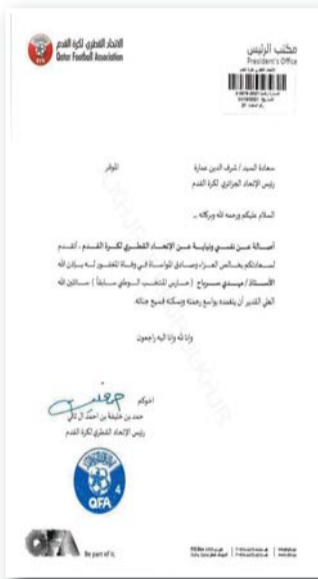 الاتحاد القطري لكرة القدم
Qatar Football Association
مكتب الرئيس
President's Office
سعادة السيد / شرف الدين عمارة الموقر
رئيس الإتحاد الجزائري لكرة القدم
السلام عليكم ورحمة الله وبركاته ،،
أصالة عن نفسي ونيابة عن الإتحاد القطري لكرة القدم ، أتقدم
لسعادتكم بخالص العزاء وصادق المواساة في وفاة المغفور له بإذن الله
الأستاذ / مهدي سرباح ( حارس المنتخب الوطني سابقاً ) سائلين الله
العلي القدير أن يتغمده بواسع رحمته ويسكنه فسيح جناته.
وإنا لله وإنا اليه راجعون
اخوكم
حمد بن خليفة بن احمد آل ثاني
رئيس الإتحاد القطري لكرة القدم
QFA
QFA
Be part of it.